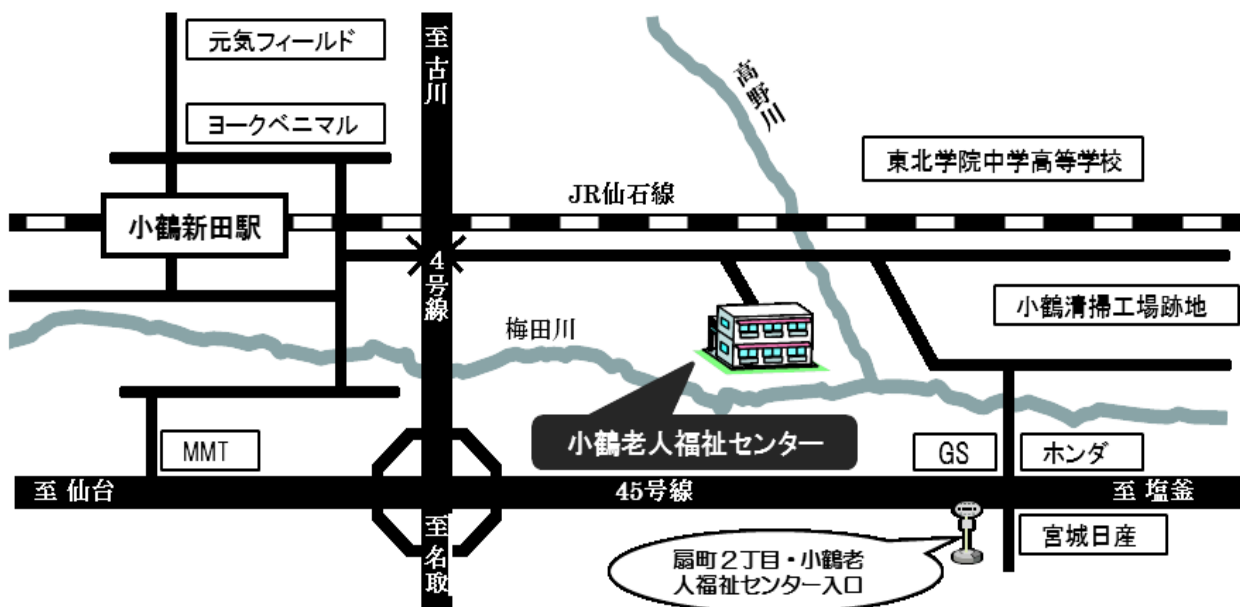 元気フィールド
至古川
高野川
ヨークベニマル
東北学院中学高等学校
JR仙石線
小鶴新田駅
4号線
小鶴清掃工場跡地
梅田川
小鶴老人福祉センター
MMT
GS
ホンダ
至 仙台
45号線
至 塩釜
至名取
宮城日産
扇町2丁目・小鶴老
人福祉センター入口